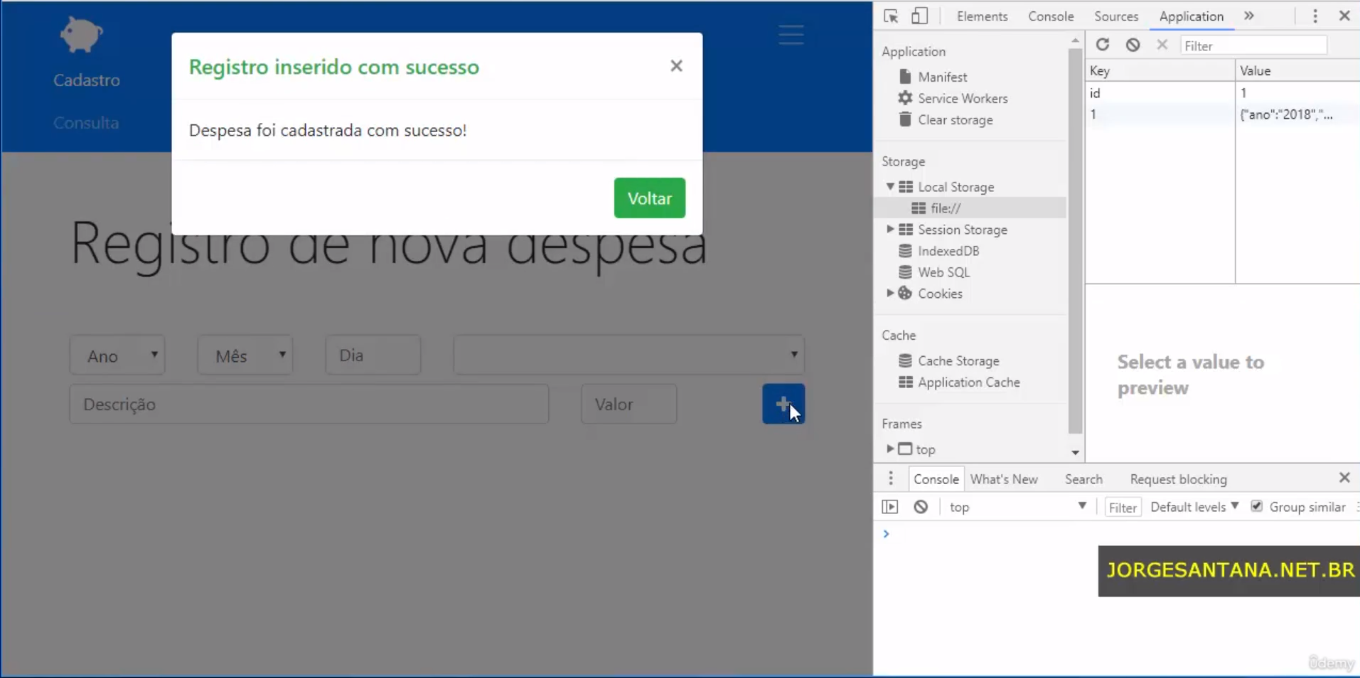 Cadastro
Consulta
Registro inserido com sucesso
×
Despesa foi cadastrada com sucesso!
Voltar
Registro de nova despesa
Ano
Mês
Dia
Descrição
Valor
Elements Console Sources Application »
Application
Manifest
Service Workers
Clear storage
Storage
Local Storage
file://
Session Storage
IndexedDB
Web SQL
Cookies
Cache
Cache Storage
Application Cache
Frames
top
Filter
Key Value
id 1
1 {"ano":"2018","...
Select a value to
preview
Console What's New Search Request blocking
top Filter Default levels Group similar
JORGESANTANA.NET.BR
ûdemy